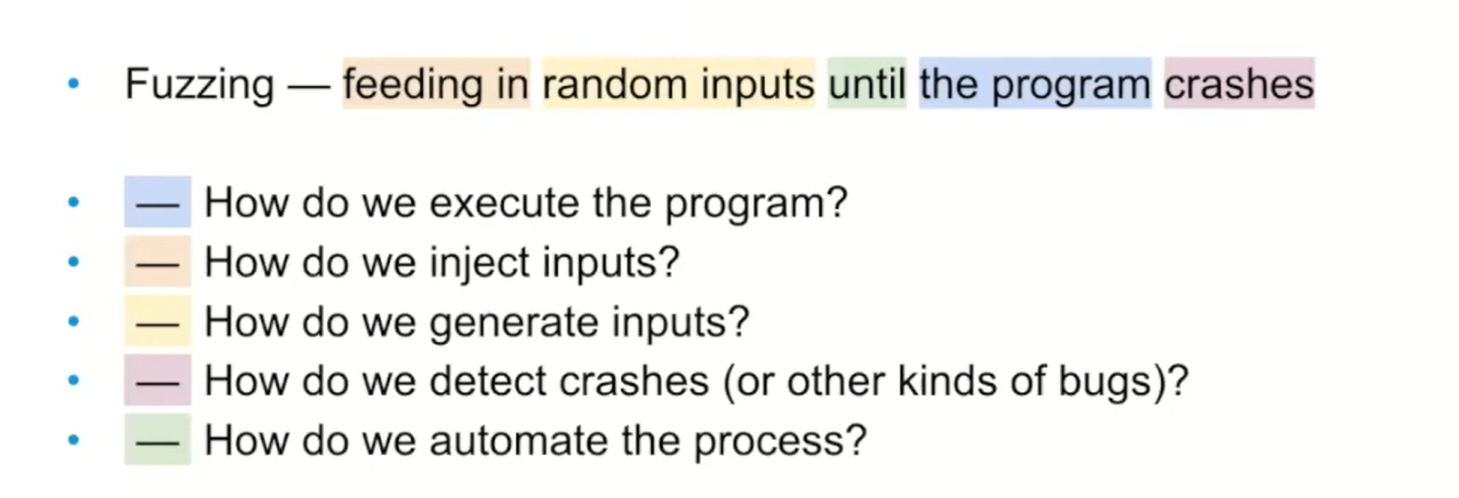 • Fuzzing — feeding in random inputs until the program crashes
• — How do we execute the program?
• — How do we inject inputs?
• — How do we generate inputs?
• — How do we detect crashes (or other kinds of bugs)?
• — How do we automate the process?